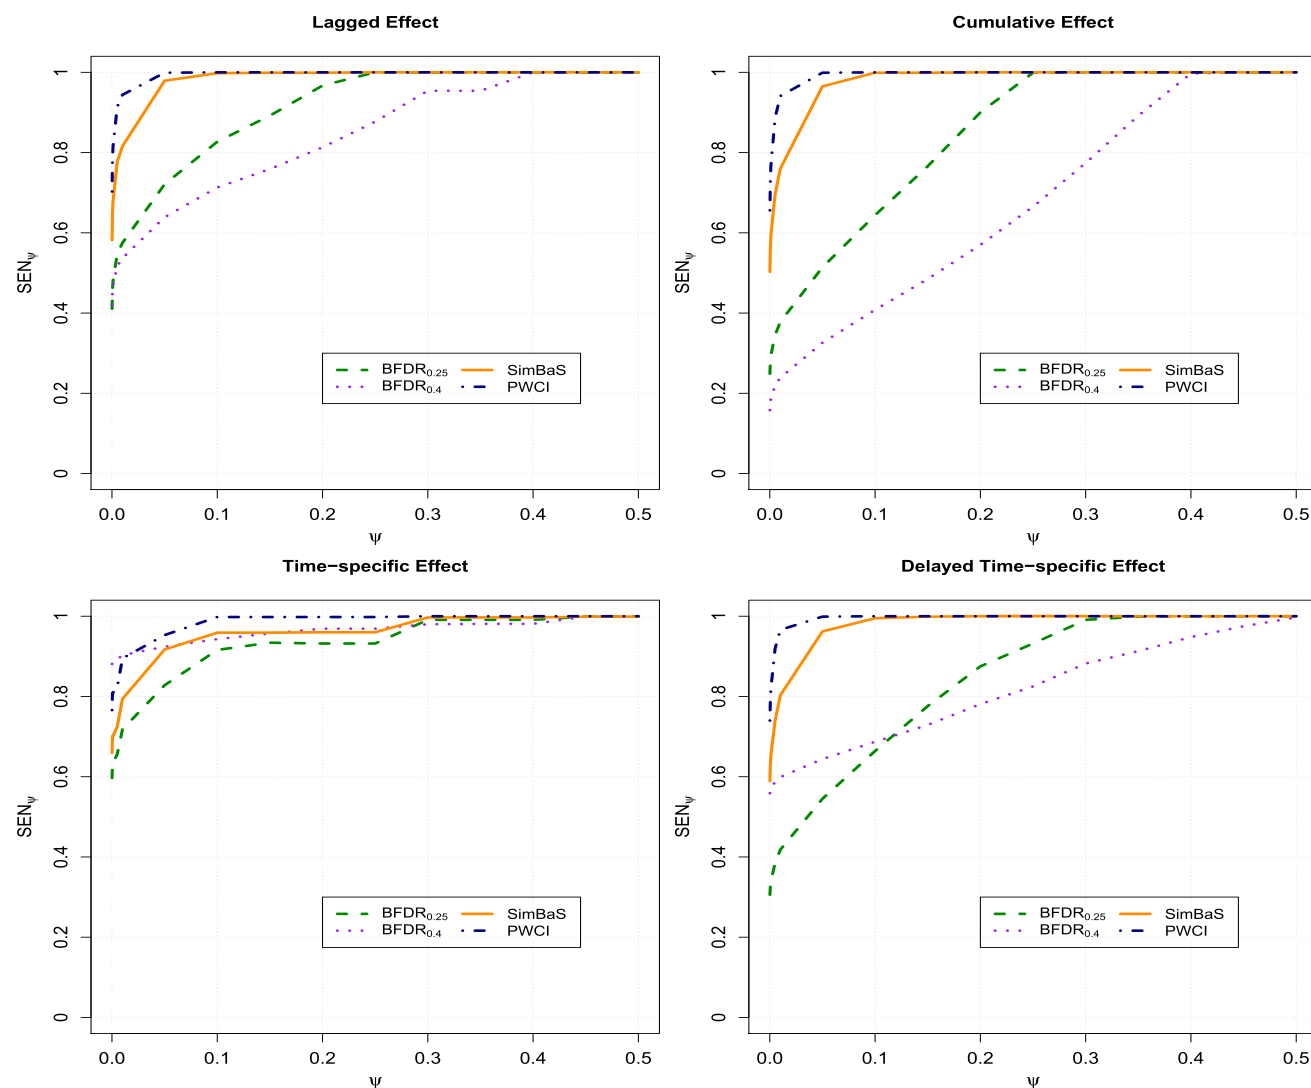 Lagged Effect
SENψ
1
0.8
0.6
0.4
0.2
0
BFDR0.25 SimBaS
BFDR0.4 PWCI
0.0 0.1 0.2 0.3 0.4 0.5
ψ
Cumulative Effect
SENψ
1
0.8
0.6
0.4
0.2
0
BFDR0.25 SimBaS
BFDR0.4 PWCI
0.0 0.1 0.2 0.3 0.4 0.5
ψ
Time−specific Effect
SENψ
1
0.8
0.6
0.4
0.2
0
BFDR0.25 SimBaS
BFDR0.4 PWCI
0.0 0.1 0.2 0.3 0.4 0.5
ψ
Delayed Time−specific Effect
SENψ
1
0.8
0.6
0.4
0.2
0
BFDR0.25 SimBaS
BFDR0.4 PWCI
0.0 0.1 0.2 0.3 0.4 0.5
ψ